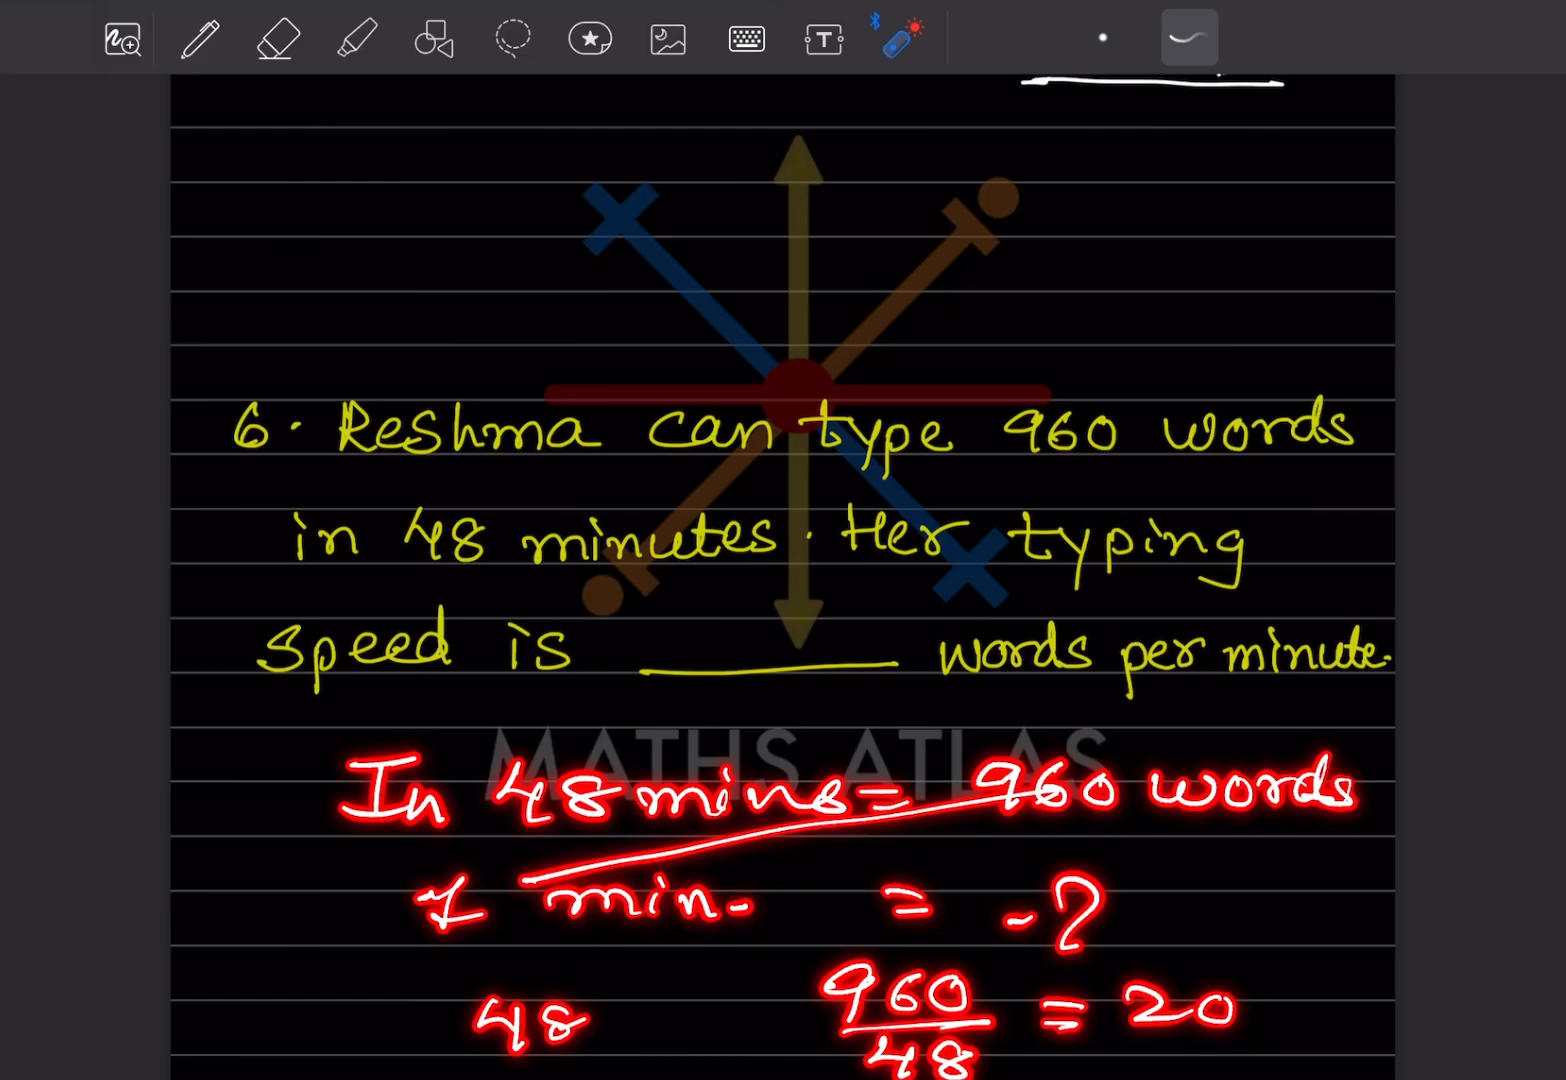 6. Reshma can type 960 words
in 48 minutes. Her typing
speed is ________ words per minute.
MATHS ATLAS
In 48 mins = 960 words
1 min - = - ?
48 960/48 = 20